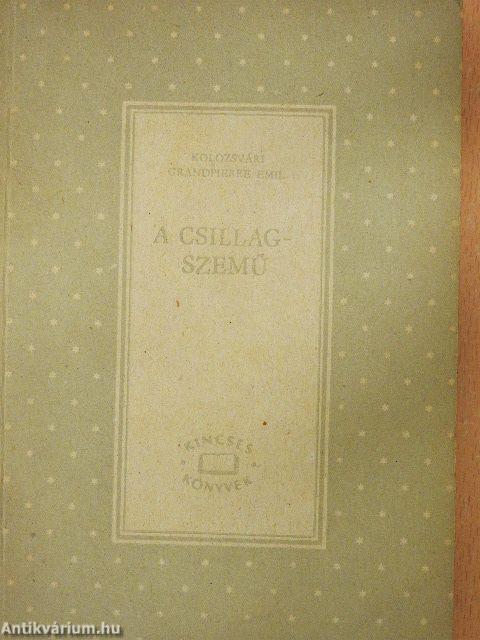 KOLOZSVÁRI
GRANDPIERRE EMIL
A CSILLAG-
SZEMŰ
KINCSES
KÖNYVEK
Antikvárium.hu